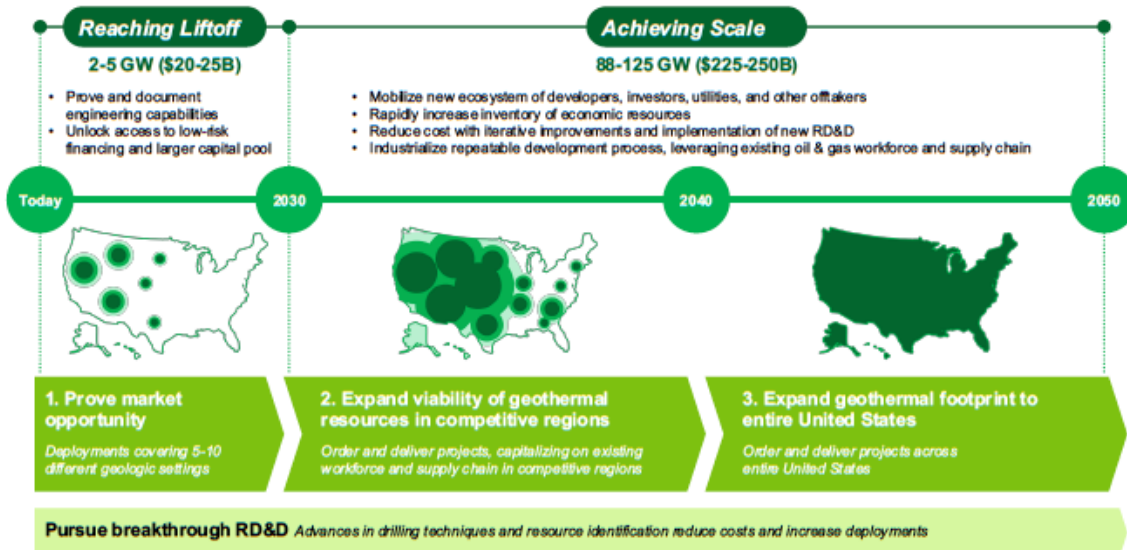 Reaching Liftoff
Achieving Scale
2-5 GW ($20-25B)
88-125 GW ($225-250B)
• Prove and document
engineering capabilities
• Unlock access to low-risk
financing and larger capital pool
• Mobilize new ecosystem of developers, investors, utilities, and other offtakers
• Rapidly increase inventory of economic resources
• Reduce cost with iterative improvements and implementation of new RD&D
• Industrialize repeatable development process, leveraging existing oil & gas workforce and supply chain
Today
2030
2040
2050
1. Prove market
opportunity
Deployments covering 5-10
different geologic settings
2. Expand viability of geothermal
resources in competitive regions
Order and deliver projects, capitalizing on existing
workforce and supply chain in competitive regions
3. Expand geothermal footprint to
entire United States
Order and deliver projects across
entire United States
Pursue breakthrough RD&D Advances in drilling techniques and resource identification reduce costs and increase deployments